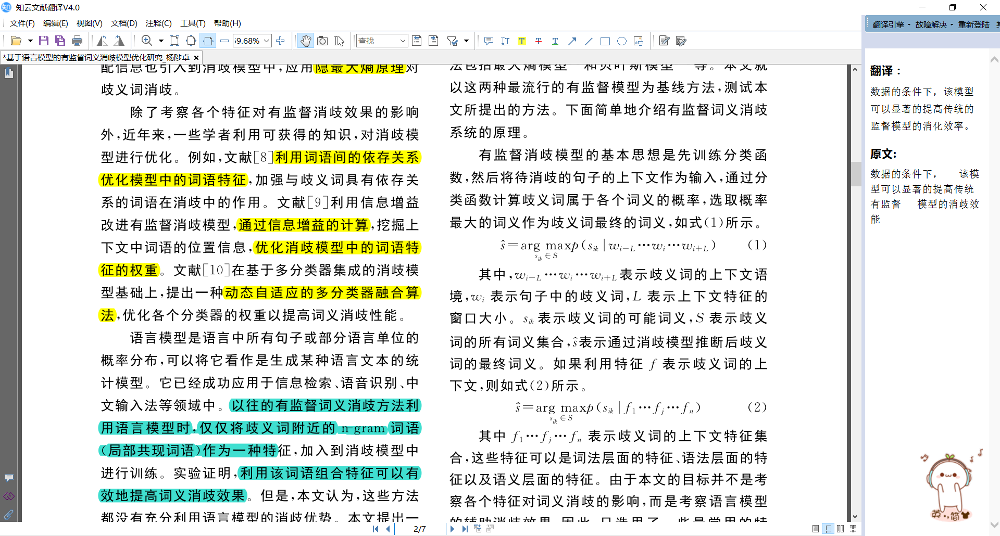 知云文献翻译V4.0
文件(F) 编辑(E) 视图(V) 文档(D) 注释(C) 工具(T) 帮助(H)
翻译引擎 故障解决 重新登陆
59.68%
查找
*基于语言模型的有监督词义消歧模型优化研究_杨陟卓
配信息也引入到消歧模型中,应用隐最大熵原理对
歧义词消歧。
除了考察各个特征对有监督消歧效果的影响
外,近年来,一些学者利用可获得的知识,对消歧模
型进行优化。例如,文献[8]利用词语间的依存关系
优化模型中的词语特征,加强与歧义词具有依存关
系的词语在消歧中的作用。文献[9]利用信息增益
改进有监督消歧模型,通过信息增益的计算,挖掘上
下文中词语的位置信息,优化消歧模型中的词语特
征的权重。文献[10]在基于多分类器集成的消歧模
型基础上,提出一种动态自适应的多分类器融合算
法,优化各个分类器的权重以提高词义消歧性能。
语言模型是语言中所有句子或部分语言单位的
概率分布,可以将它看作是生成某种语言文本的统
计模型。它已经成功应用于信息检索、语音识别、中
文输入法等领域中。以往的有监督词义消歧方法利
用语言模型时,仅仅将歧义词附近的 n-gram 词语
(局部共现词语)作为一种特征,加入到消歧模型中
进行训练。实验证明,利用该词语组合特征可以有
效地提高词义消歧效果。但是,本文认为,这些方法
都没有充分利用语言模型的消歧优势。本文提出一
法包括最大熵模型 和贝叶斯模型 等。本文就
以这两种最流行的有监督模型为基线方法,测试本
文所提出的方法。下面简单地介绍有监督词义消歧
系统的原理。
有监督消歧模型的基本思想是先训练分类函
数,然后将待消歧的句子的上下文作为输入,通过分
类函数计算歧义词属于各个词义的概率,选取概率
最大的词义作为歧义词最终的词义,如式(1)所示。
ŝ=arg max p(s_ik|w_i-L…w_i…w_i+L) (1)
s_ik∈S
其中,w_i-L…w_i…w_i+L 表示歧义词的上下文语
境,w_i 表示句子中的歧义词,L 表示上下文特征的
窗口大小。s_ik 表示歧义词的可能词义,S 表示歧义
词的所有词义集合,ŝ表示通过消歧模型推断后歧义
词的最终词义。如果利用特征 f 表示歧义词的上
下文,则如式(2)所示。
ŝ=arg max p(s_ik|f_1…f_j…f_n) (2)
s_ik∈S
其中 f_1…f_j…f_n 表示歧义词的上下文特征集
合,这些特征可以是词法层面的特征、语法层面的特
征以及语义层面的特征。由于本文的目标并不是考
察各个特征对词义消歧的影响,而是考察语言模型
的辅助消歧效果,因此,只选用了一些最常用的特
翻译：
数据的条件下，该模型
可以显著的提高传统的
监督模型的消化效率。
原文:
数据的条件下， 该模
型可以显著的提高传统
有监督 模型的消歧效
能
英 简
2/7